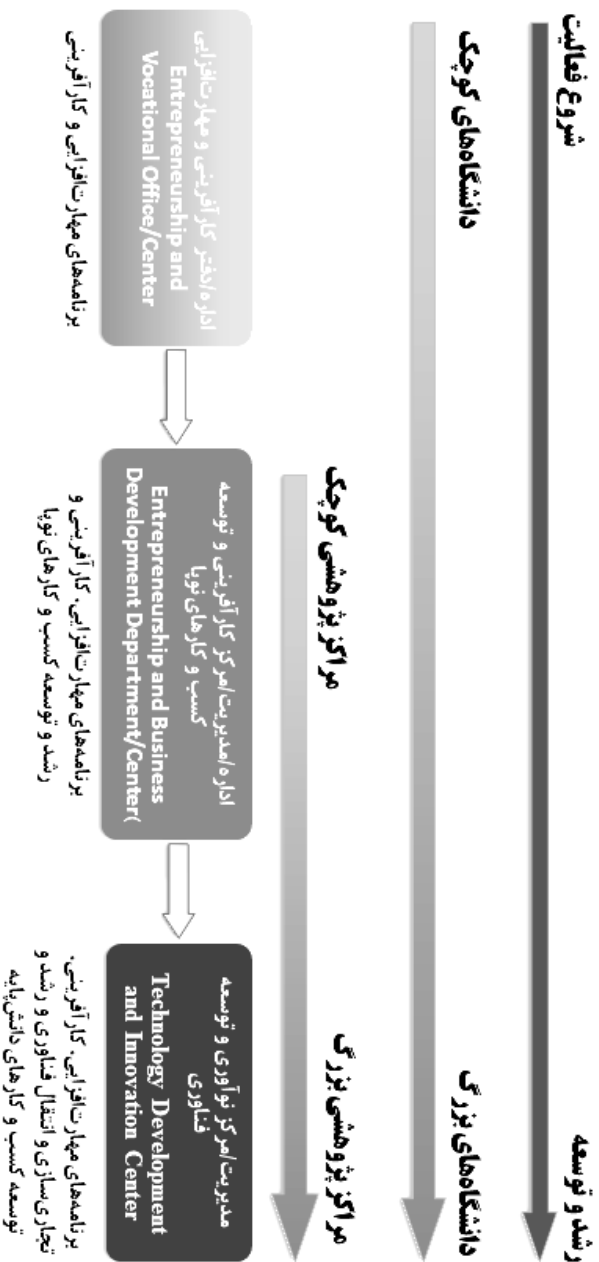 شروع فعالیت
رشد و توسعه
دانشگاه‌های کوچک
دانشگاه‌های بزرگ
مراکز پژوهشی کوچک
مراکز پژوهشی بزرگ
اداره/دفتر کارآفرینی و مهارت‌افزایی
Entrepreneurship and
Vocational Office/Center
برنامه‌های مهارت‌افزایی و کارآفرینی
اداره/مدیریت/مرکز کارآفرینی و توسعه
کسب و کارهای نوپا
Entrepreneurship and Business
Development Department/Center(
برنامه‌های مهارت‌افزایی، کارآفرینی و
رشد و توسعه کسب و کارهای نوپا
مدیریت/مرکز نوآوری و توسعه
فناوری
Technology Development
and Innovation Center
برنامه‌های مهارت‌افزایی، کارآفرینی،
تجاری‌سازی و انتقال فناوری و رشد و
توسعه کسب و کارهای دانش‌پایه